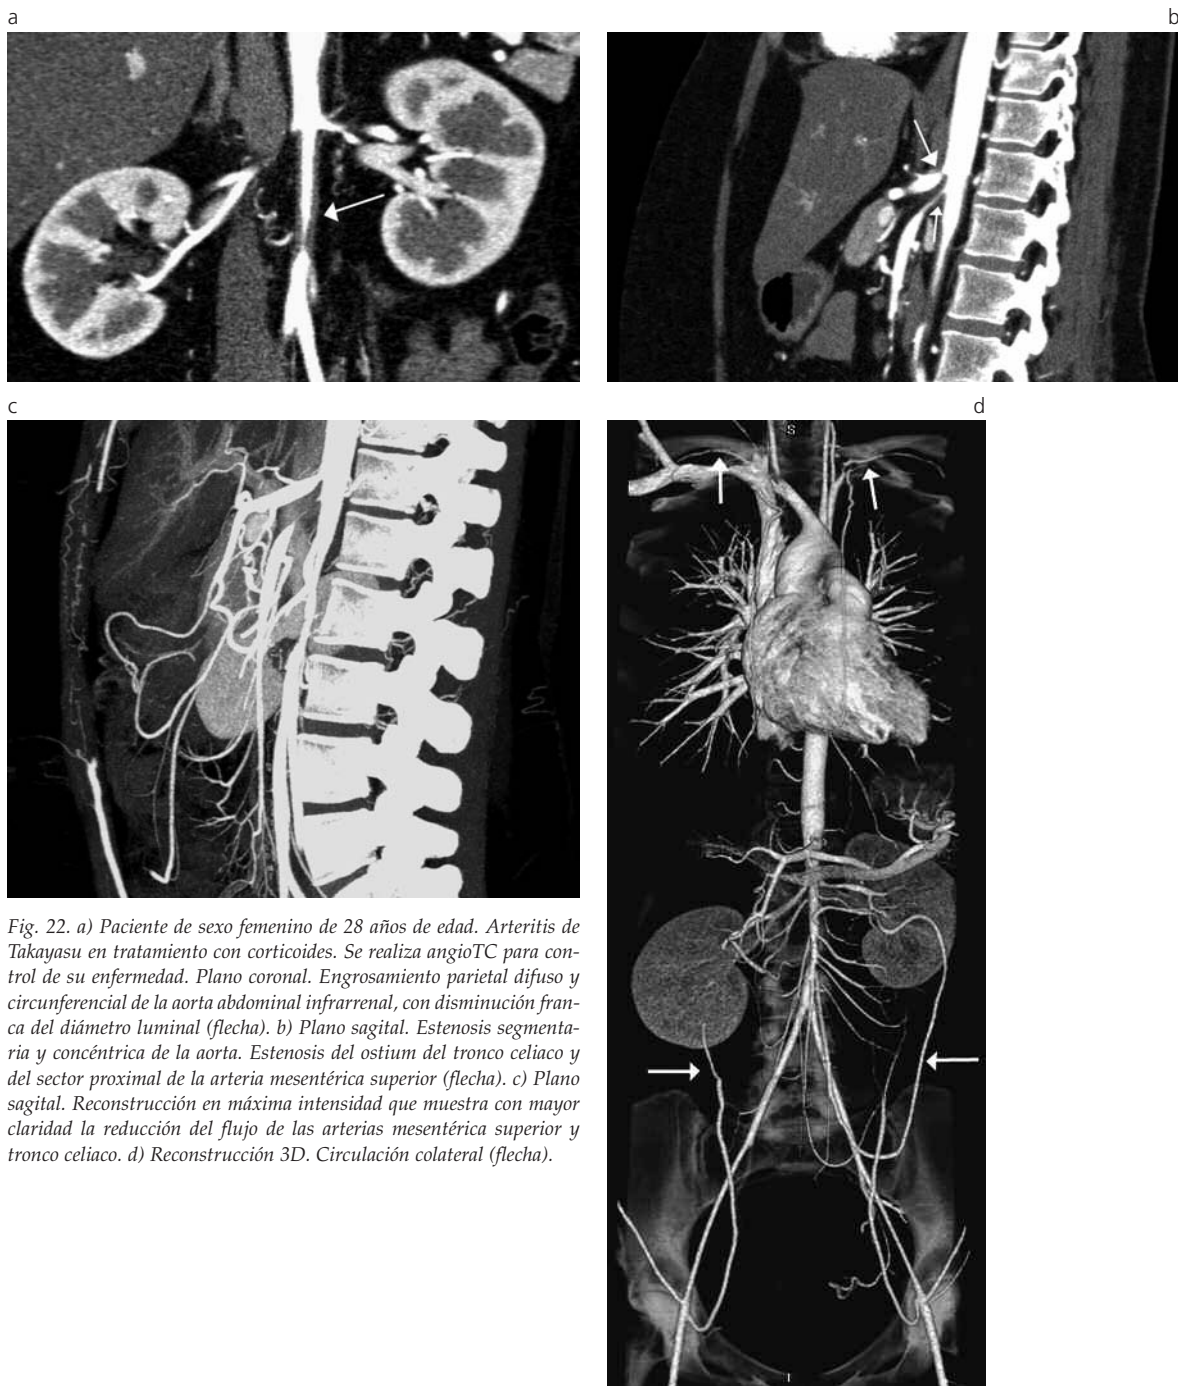 a
b
c
d
S
Fig. 22. a) Paciente de sexo femenino de 28 años de edad. Arteritis de
Takayasu en tratamiento con corticoides. Se realiza angioTC para con-
trol de su enfermedad. Plano coronal. Engrosamiento parietal difuso y
circunferencial de la aorta abdominal infrarrenal, con disminución fran-
ca del diámetro luminal (flecha). b) Plano sagital. Estenosis segmenta-
ria y concéntrica de la aorta. Estenosis del ostium del tronco celiaco y
del sector proximal de la arteria mesentérica superior (flecha). c) Plano
sagital. Reconstrucción en máxima intensidad que muestra con mayor
claridad la reducción del flujo de las arterias mesentérica superior y
tronco celiaco. d) Reconstrucción 3D. Circulación colateral (flecha).
I